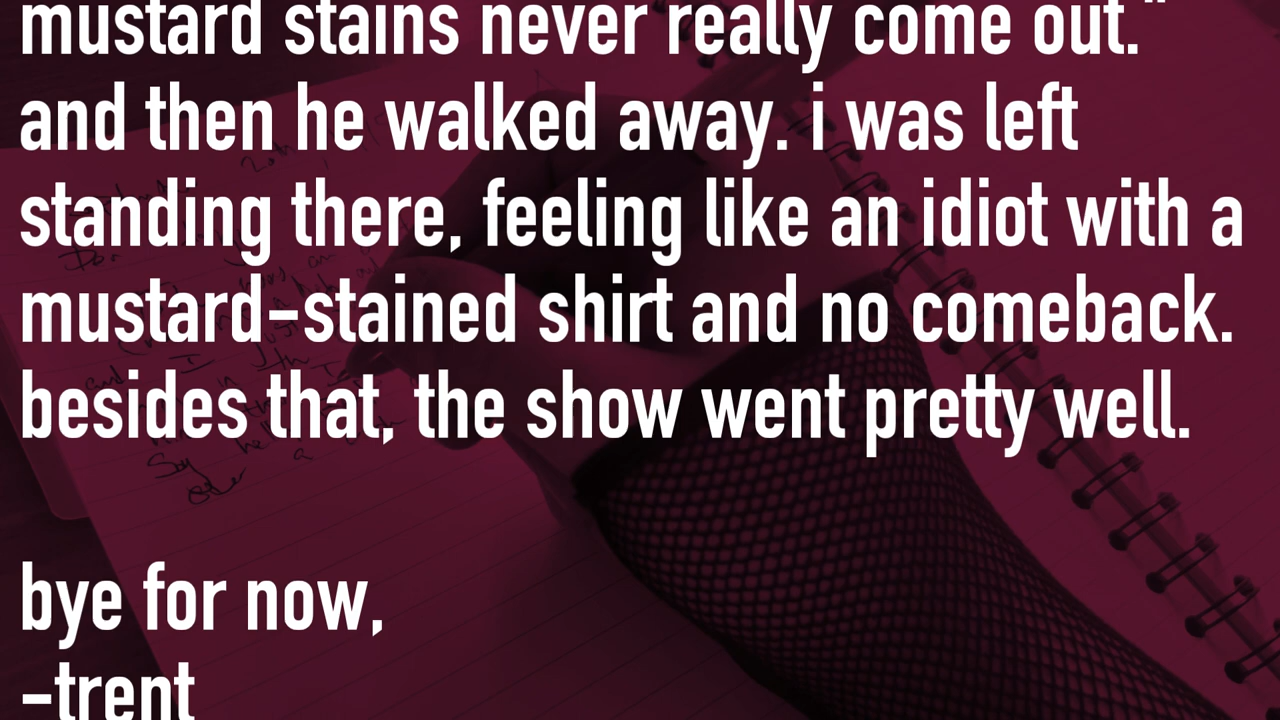 mustard stains never really come out."
and then he walked away. i was left
standing there, feeling like an idiot with a
mustard-stained shirt and no comeback.
besides that, the show went pretty well.
bye for now,
-trent